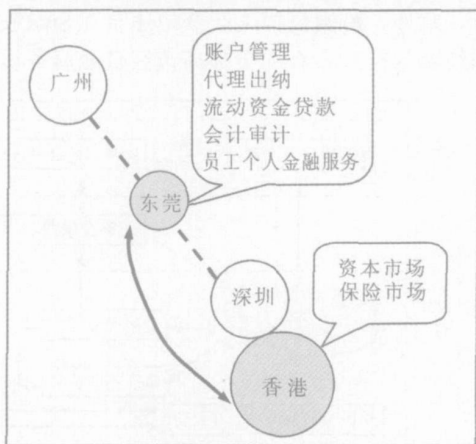 账户管理
代理出纳
流动资金贷款
会计审计
员工个人金融服务
广州
东莞
深圳
资本市场
保险市场
香港